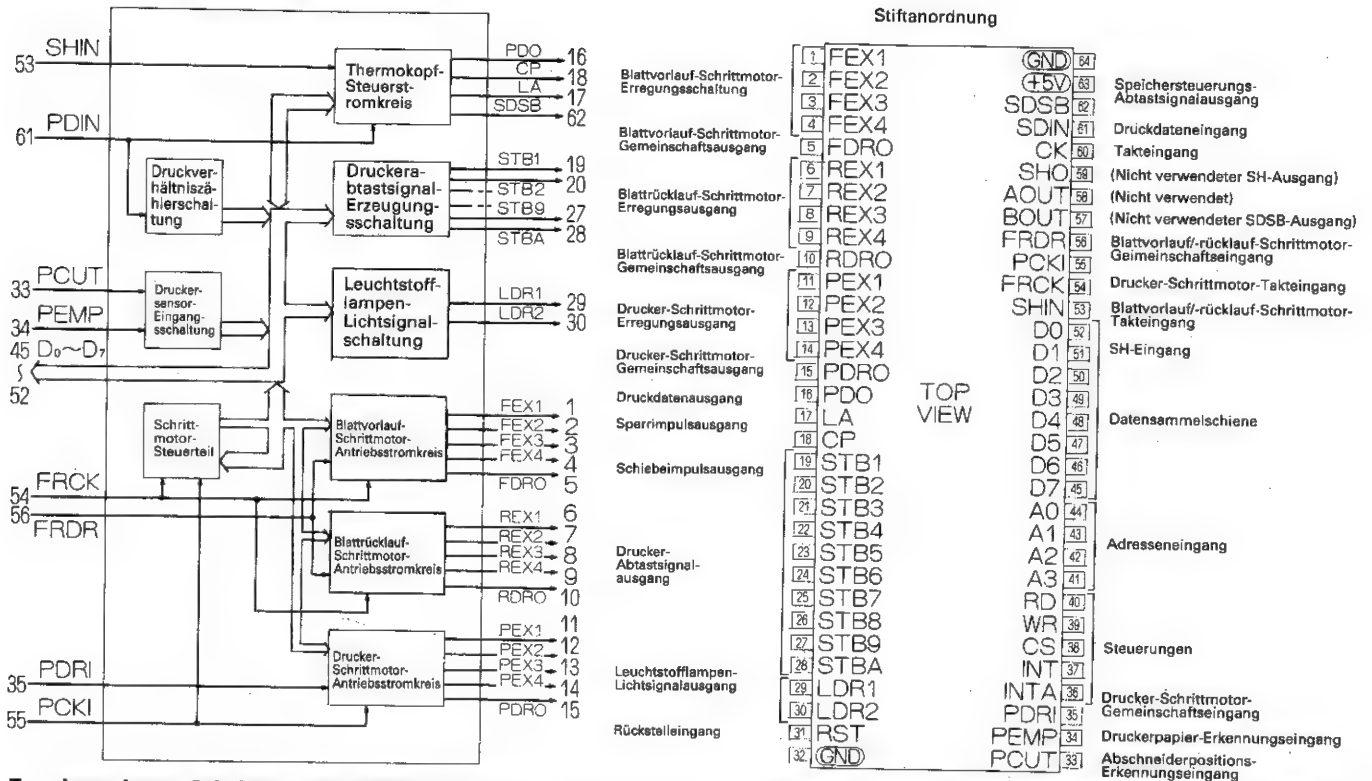 Stiftanordnung
53 SHIN
61 PDIN
33 PCUT
34 PEMP
45 D₀~D₇
52
54 FRCK
56 FRDR
35 PDRI
55 PCKI
Thermokopf-
Steuerst-
romkreis
Druckverhältniszä-
hlerschal-
tung
Druckera-
btastsignal-
Erzeugung-
sschaltung
Drucker-
sensor-
Eingangs-
schaltung
Leuchtstoff-
lampen-
Lichtsignal-
schaltung
Schritt-
motor-
Steuerteil
Blattvorlauf-
Schrittmotor-
Antriebsstromkreis
Blattrücklauf-
Schrittmotor-
Antriebsstromkreis
Drucker-
Schrittmotor-
Antriebsstromkreis
PDO 16
CP 18
LA 17
SDSB 62
STB1 19
20
STB2
STB9 27
STBA 28
LDR1 29
LDR2 30
FEX1 1
FEX2 2
FEX3 3
FEX4 4
FDRO 5
REX1 6
REX2 7
REX3 8
REX4 9
RDRO 10
PEX1 11
PEX2 12
PEX3 13
PEX4 14
PDRO 15
Blattvorlauf-Schrittmotor-
Erregungsschaltung
Blattvorlauf-Schrittmotor-
Gemeinschaftsausgang
Blattrücklauf-Schrittmotor-
Erregungsausgang
Blattrücklauf-Schrittmotor-
Gemeinschaftsausgang
Drucker-Schrittmotor-
Erregungsausgang
Drucker-Schrittmotor-
Gemeinschaftsausgang
Druckdatenausgang
Sperrimpulsausgang
Schiebeimpulsausgang
Drucker-
Abtastsignal-
ausgang
Leuchtstofflampen-
Lichtsignalausgang
Rückstelleingang
1 FEX1
2 FEX2
3 FEX3
4 FEX4
5 FDRO
6 REX1
7 REX2
8 REX3
9 REX4
10 RDRO
11 PEX1
12 PEX2
13 PEX3
14 PEX4
15 PDRO
16 PDO
17 LA
18 CP
19 STB1
20 STB2
21 STB3
22 STB4
23 STB5
24 STB6
25 STB7
26 STB8
27 STB9
28 STBA
29 LDR1
30 LDR2
31 RST
32 GND
TOP
VIEW
GND 64
+5V 63
SDSB 62
SDIN 61
CK 60
SHO 59
AOUT 58
BOUT 57
FRDR 56
PCKI 55
FRCK 54
SHIN 53
D0 52
D1 51
D2 50
D3 49
D4 48
D5 47
D6 46
D7 45
A0 44
A1 43
A2 42
A3 41
RD 40
WR 39
CS 38
INT 37
INTA 36
PDRI 35
PEMP 34
PCUT 33
Speichersteuerungs-
Abtastsignalausgang
Druckdateneingang
Takteingang
(Nicht verwendeter SH-Ausgang)
(Nicht verwendet)
(Nicht verwendeter SDSB-Ausgang)
Blattvorlauf/-rücklauf-Schrittmotor-
Geimeinschaftseingang
Drucker-Schrittmotor-Takteingang
Blattvorlauf/-rücklauf-Schrittmotor-
Takteingang
SH-Eingang
Datensammelschiene
Adresseneingang
Steuerungen
Drucker-Schrittmotor-
Gemeinschaftseingang
Druckerpapier-Erkennungseingang
Abschneiderpositions-
Erkennungseingang